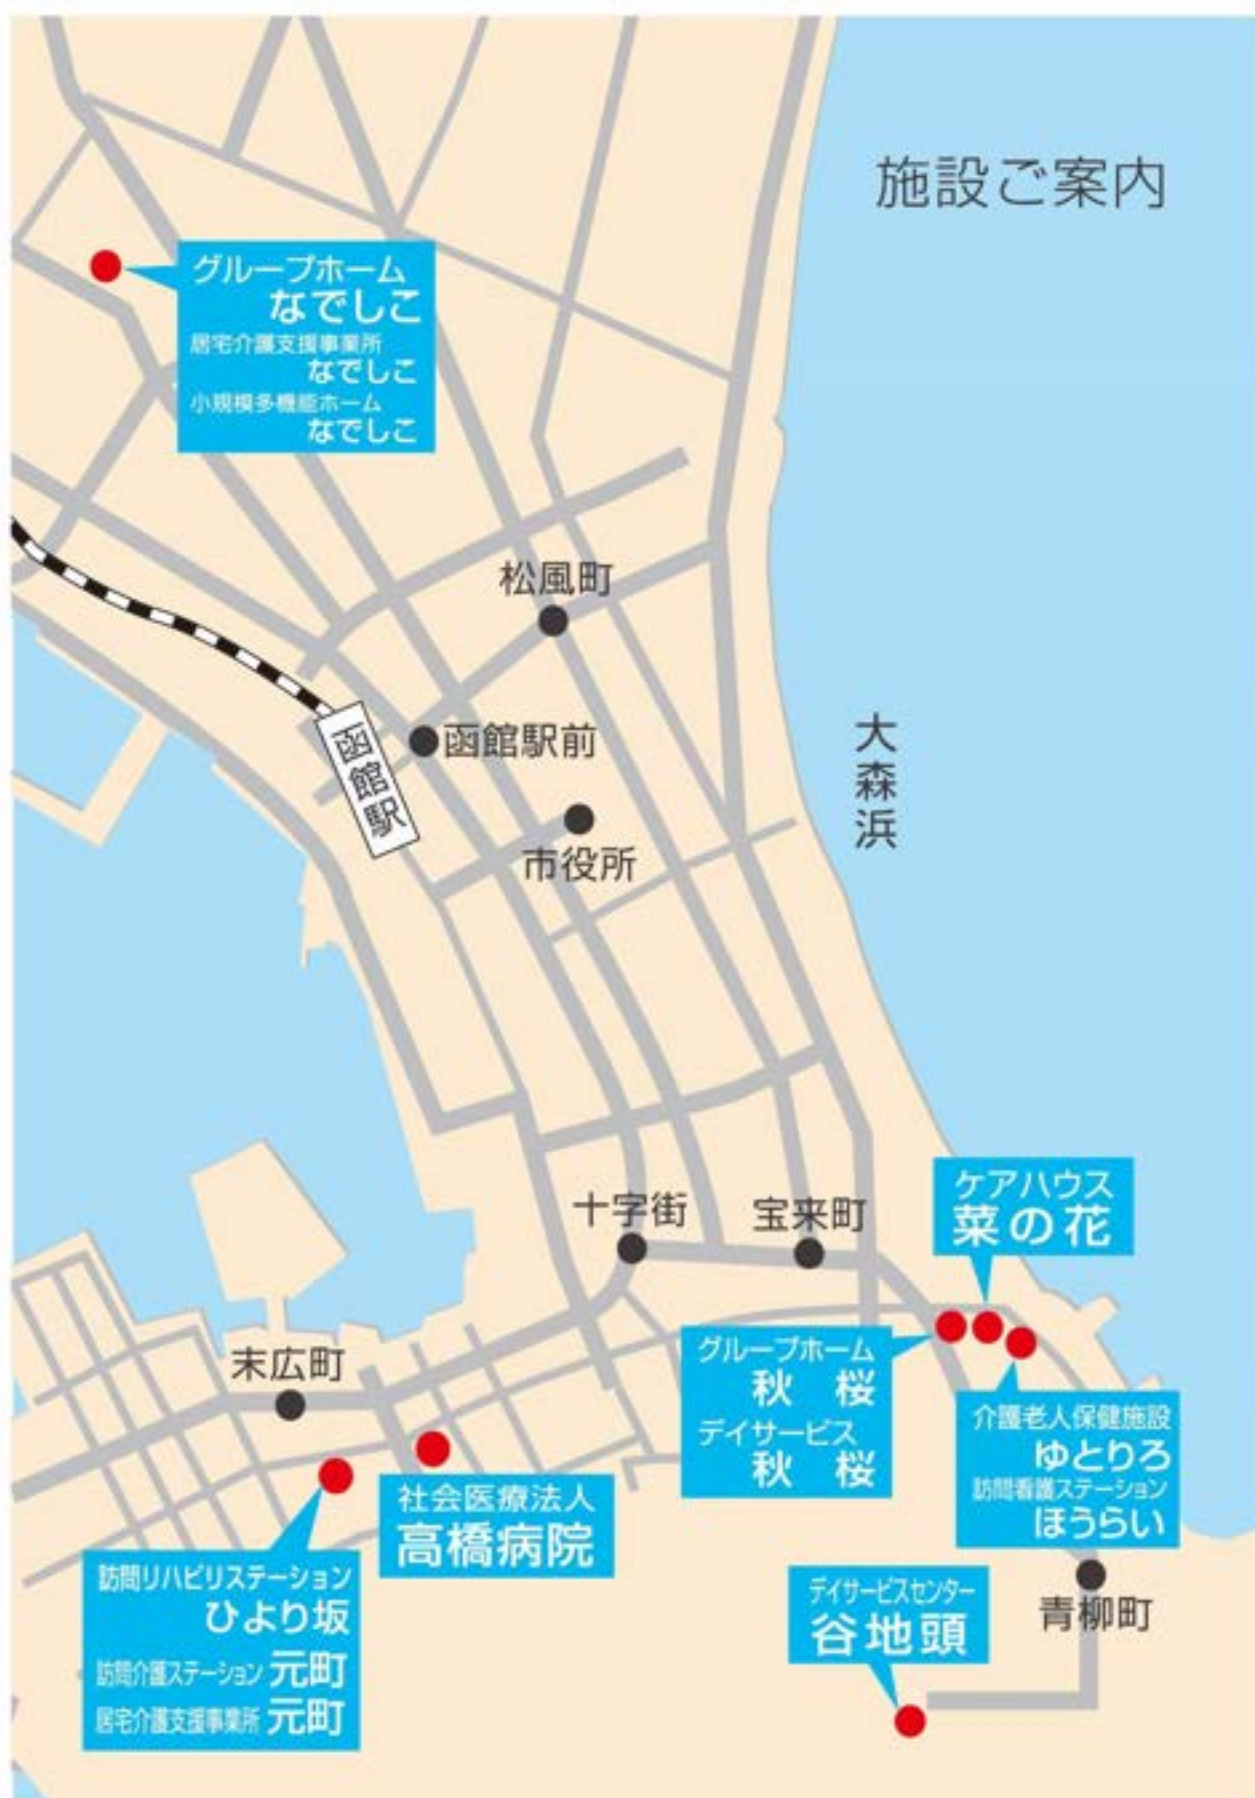 施設ご案内
グループホーム
なでしこ
居宅介護支援事業所
なでしこ
小規模多機能ホーム
なでしこ
松風町
函館駅前
函館駅
大森浜
市役所
十字街
宝来町
ケアハウス
菜の花
末広町
グループホーム
秋 桜
デイサービス
秋 桜
介護老人保健施設
ゆとりろ
訪問看護ステーション
ほうらい
社会医療法人
高橋病院
訪問リハビリステーション
ひより坂
訪問介護ステーション 元町
居宅介護支援事業所 元町
デイサービスセンター
谷地頭
青柳町